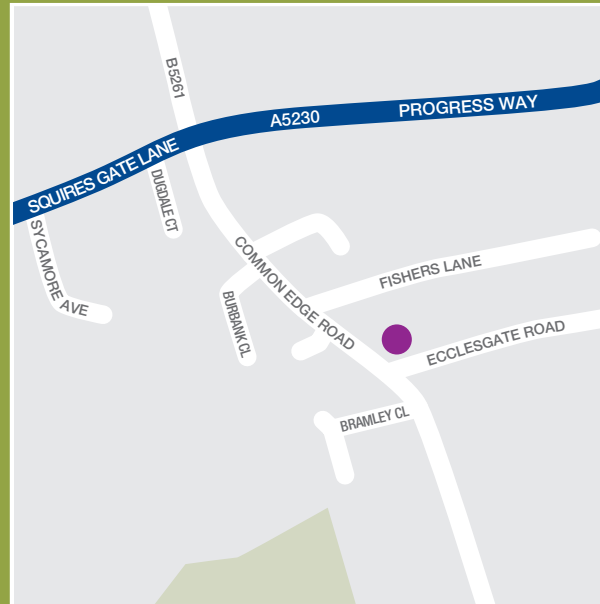 B5261
A5230
PROGRESS WAY
SQUIRES GATE LANE
DUGDALE CT
SYCAMORE AVE
COMMON EDGE ROAD
FISHERS LANE
BURBANK CL
ECCLESGATE ROAD
BRAMLEY CL